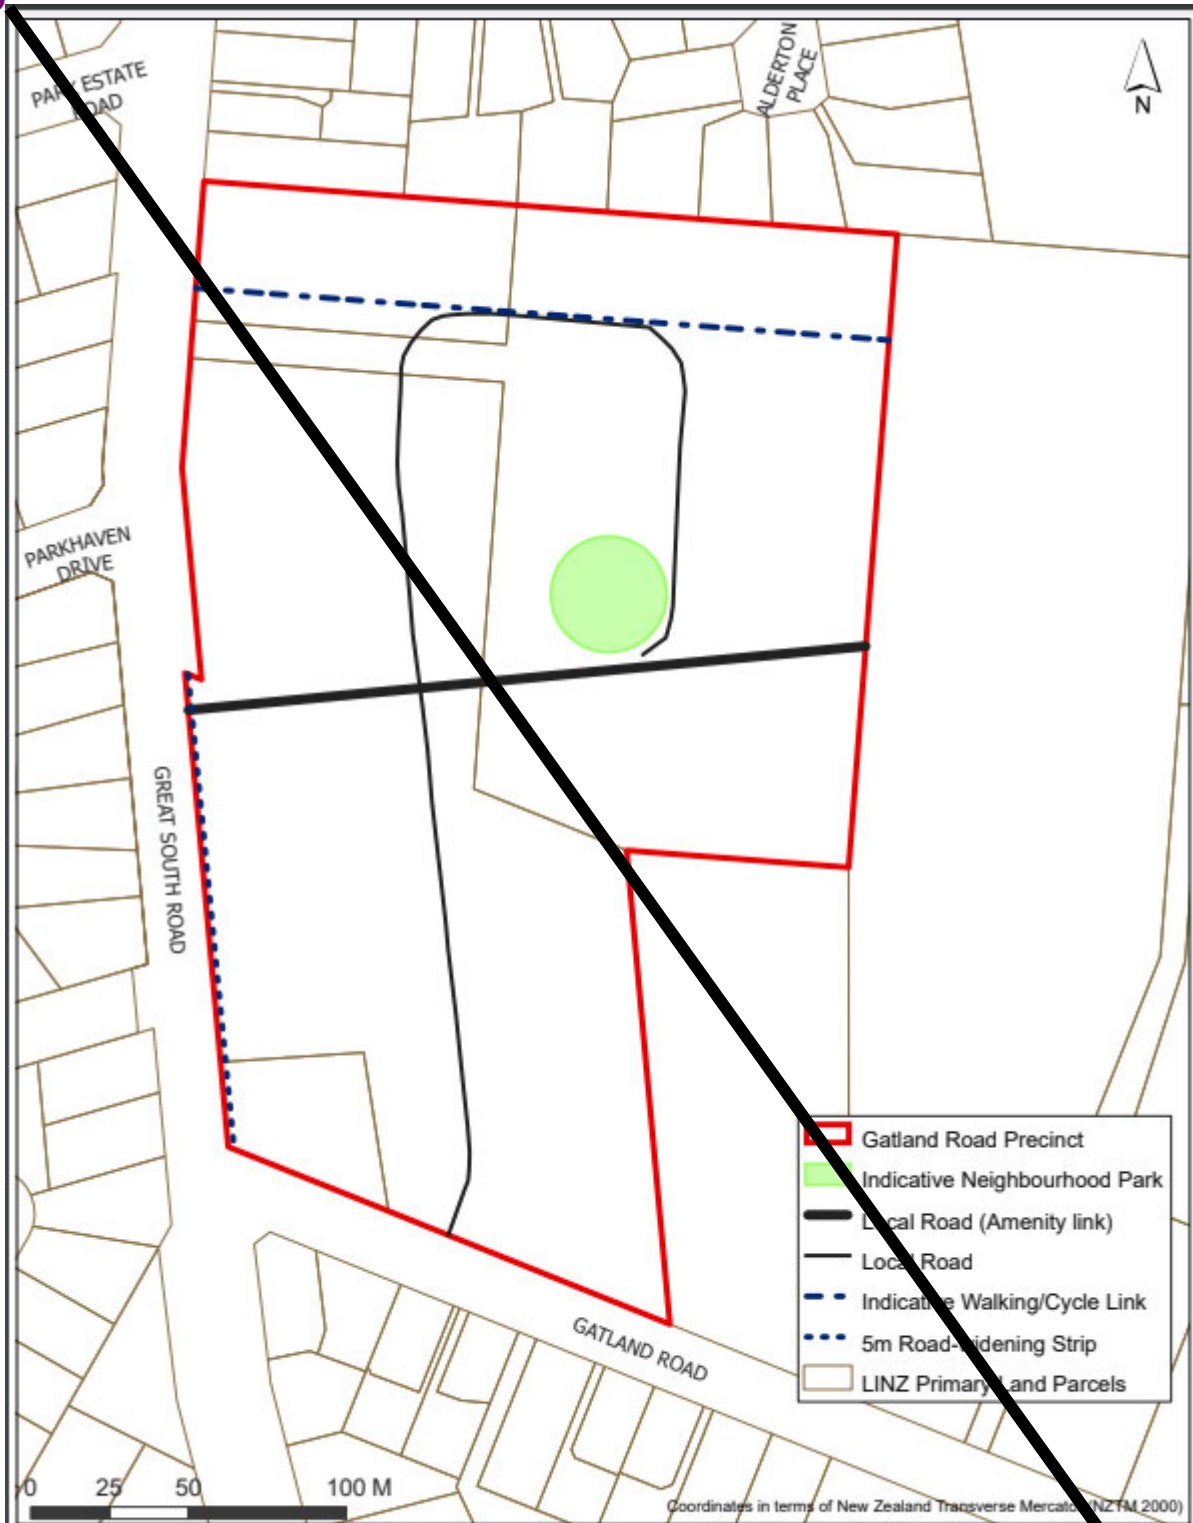 PARK ESTATE
ROAD
ALDERTON
PLACE
N
PARKHAVEN
DRIVE
GREAT SOUTH ROAD
GATLAND ROAD
Gatland Road Precinct
Indicative Neighbourhood Park
Local Road (Amenity link)
Local Road
Indicative Walking/Cycle Link
5m Road-widening Strip
LINZ Primary Land Parcels
0 25 50 100 M
Coordinates in terms of New Zealand Transverse Mercator (NZTM 2000)